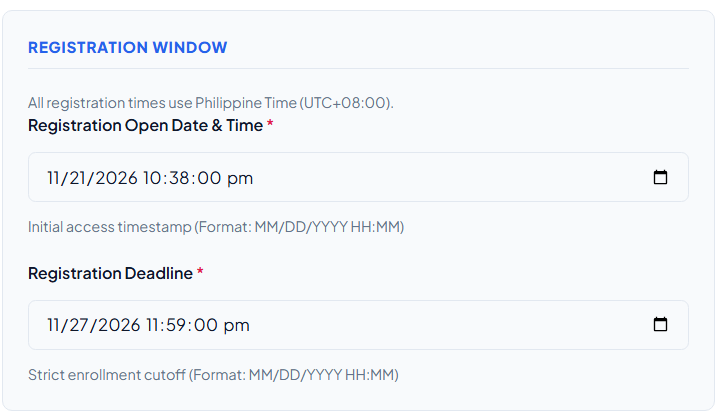 REGISTRATION WINDOW
All registration times use Philippine Time (UTC+08:00).
Registration Open Date & Time *
11/21/2026 10:38:00 pm
Initial access timestamp (Format: MM/DD/YYYY HH:MM)
Registration Deadline *
11/27/2026 11:59:00 pm
Strict enrollment cutoff (Format: MM/DD/YYYY HH:MM)